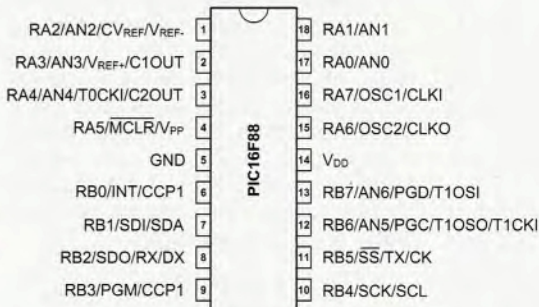 RA2/AN2/CVREF/VREF- 1 18 RA1/AN1
RA3/AN3/VREF+/C1OUT 2 17 RA0/AN0
RA4/AN4/T0CKI/C2OUT 3 16 RA7/OSC1/CLKI
RA5/MCLR/VPP 4 15 RA6/OSC2/CLKO
GND 5 14 VDD
RB0/INT/CCP1 6 13 RB7/AN6/PGD/T1OSI
RB1/SDI/SDA 7 12 RB6/AN5/PGC/T1OSO/T1CKI
RB2/SDO/RX/DX 8 11 RB5/SS/TX/CK
RB3/PGM/CCP1 9 10 RB4/SCK/SCL
PIC16F88